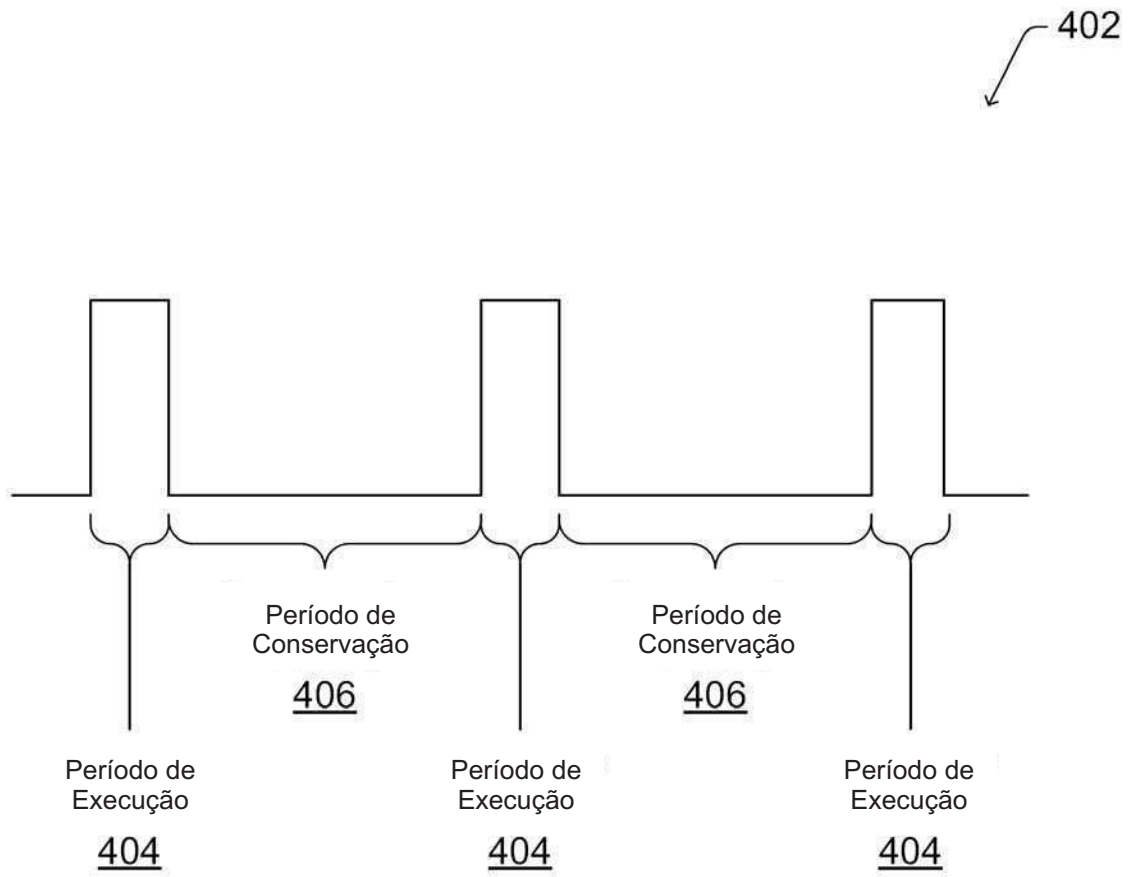 402
Período de
Conservação
406
Período de
Conservação
406
Período de
Execução
404
Período de
Execução
404
Período de
Execução
404